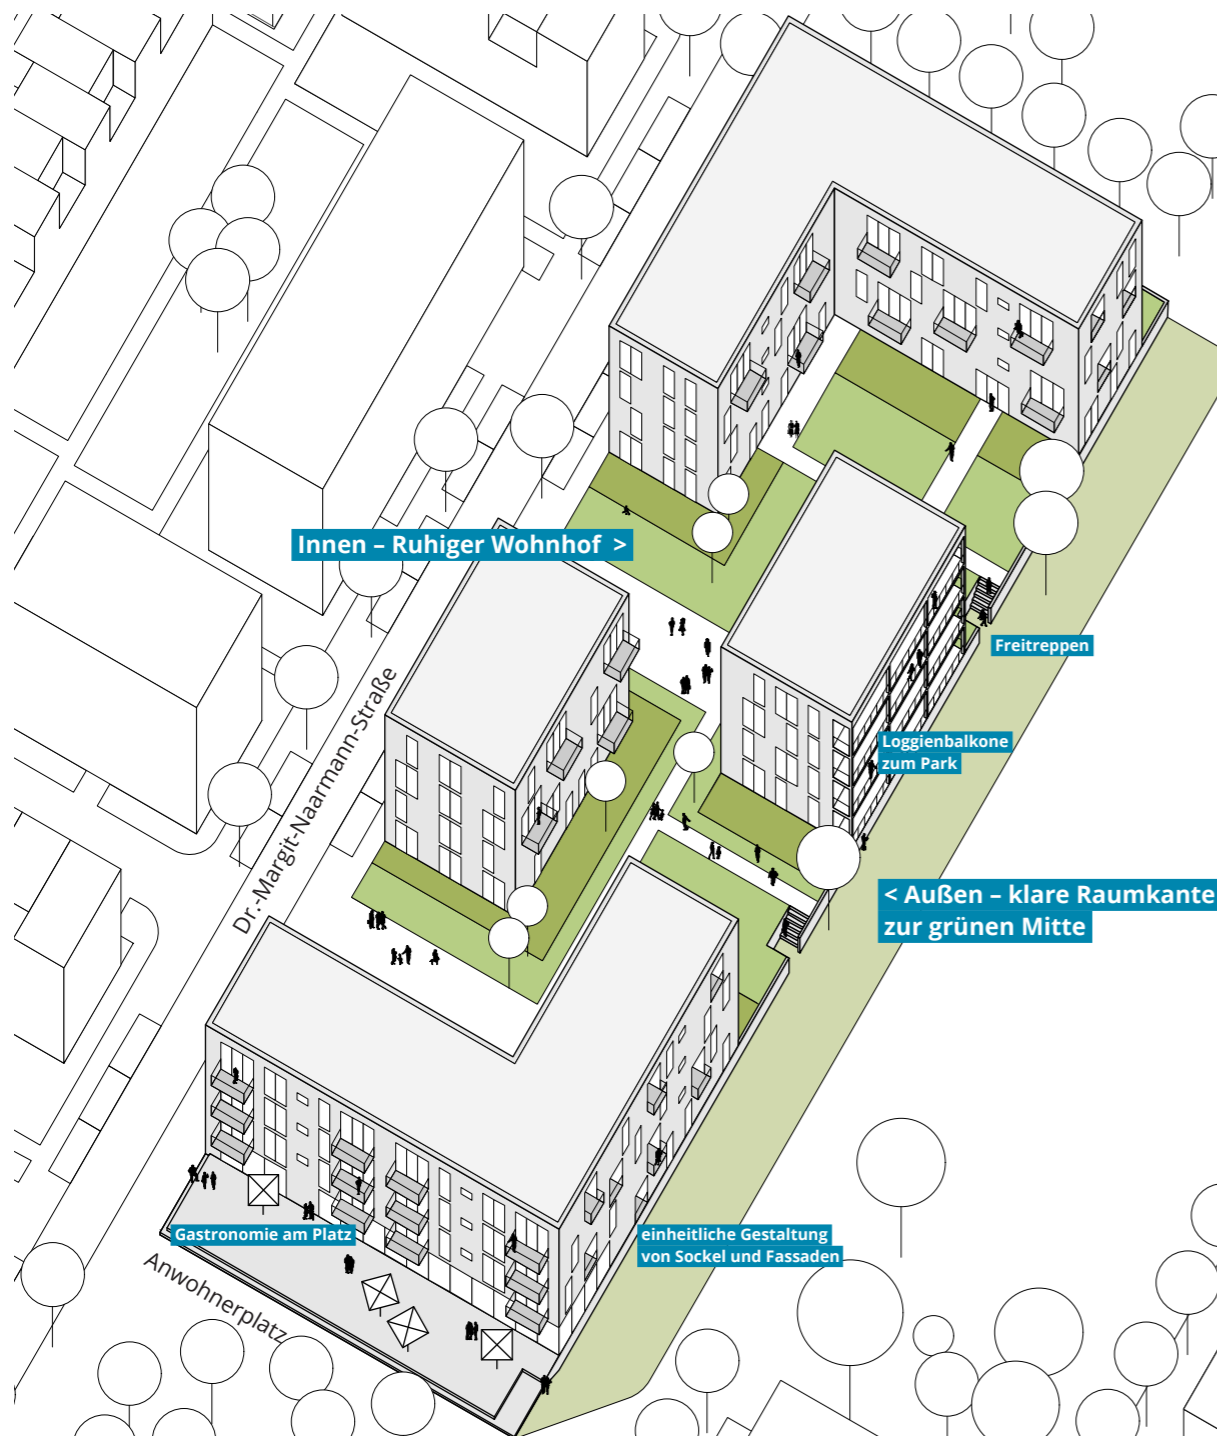 Innen – Ruhiger Wohnhof >
Freitreppen
Dr.-Margit-Naarmann-Straße
Loggienbalkone
zum Park
< Außen – klare Raumkante
zur grünen Mitte
Gastronomie am Platz
einheitliche Gestaltung
von Sockel und Fassaden
Anwohnerplatz